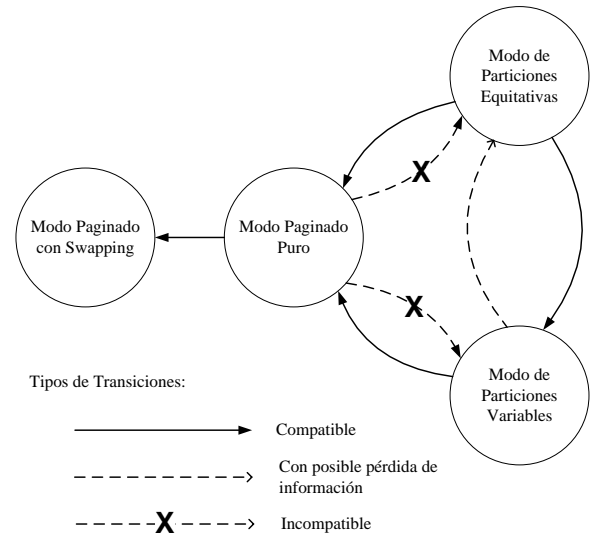 Modo de
Particiones
Equitativas
X
Modo Paginado
con Swapping
Modo Paginado
Puro
X
Modo de
Particiones
Variables
Tipos de Transiciones:
Compatible
Con posible pérdida de
información
X
Incompatible